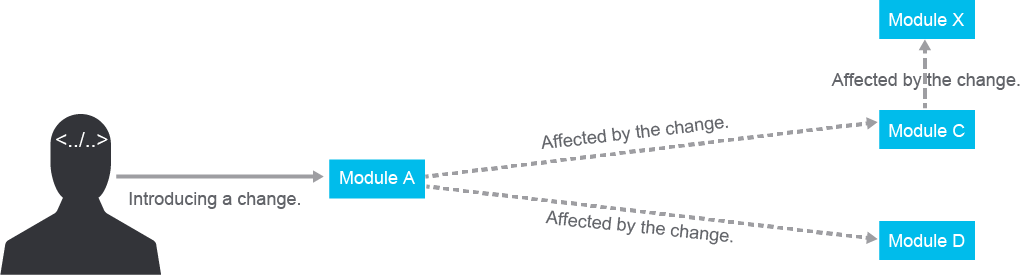 Module X
Affected by the change.
<../..>
Affected by the change.
Module C
Module A
Introducing a change.
Affected by the change.
Module D